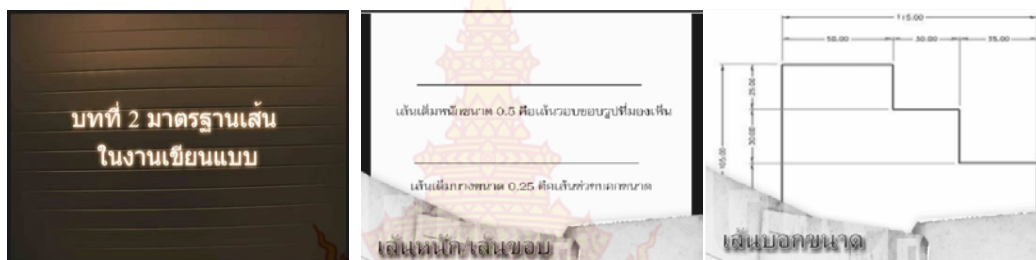 บทที่ 2 มาตรฐานเส้น
ในงานเขียนแบบ
เส้นเต็มหนักขนาด 0.5 คือเส้นรอบขอบรูปที่มองเห็น
เส้นเต็มบางขนาด 0.25 คือเส้นช่วยบอกขนาด
เส้นหนัก/เส้นขอบ
115.00
50.00
30.00
35.00
25.00
30.00
105.00
เส้นบอกขนาด